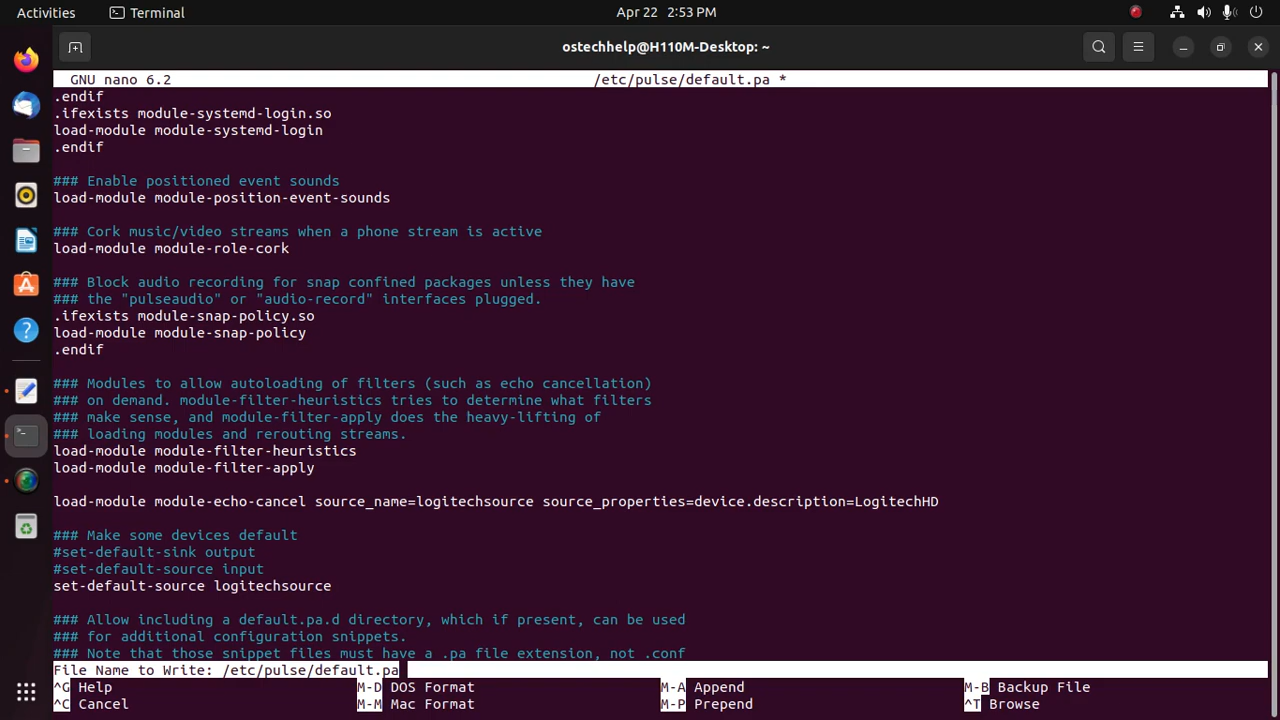 Activities
Terminal
Apr 22 2:53 PM
ostechhelp@H110M-Desktop: ~
GNU nano 6.2 /etc/pulse/default.pa *
.endif
.ifexists module-systemd-login.so
load-module module-systemd-login
.endif
### Enable positioned event sounds
load-module module-position-event-sounds
### Cork music/video streams when a phone stream is active
load-module module-role-cork
### Block audio recording for snap confined packages unless they have
### the "pulseaudio" or "audio-record" interfaces plugged.
.ifexists module-snap-policy.so
load-module module-snap-policy
.endif
### Modules to allow autoloading of filters (such as echo cancellation)
### on demand. module-filter-heuristics tries to determine what filters
### make sense, and module-filter-apply does the heavy-lifting of
### loading modules and rerouting streams.
load-module module-filter-heuristics
load-module module-filter-apply
load-module module-echo-cancel source_name=logitechsource source_properties=device.description=LogitechHD
### Make some devices default
#set-default-sink output
#set-default-source input
set-default-source logitechsource
### Allow including a default.pa.d directory, which if present, can be used
### for additional configuration snippets.
### Note that those snippet files must have a .pa file extension, not .conf
File Name to Write: /etc/pulse/default.pa
^G Help M-D DOS Format M-A Append M-B Backup File
^C Cancel M-M Mac Format M-P Prepend ^T Browse